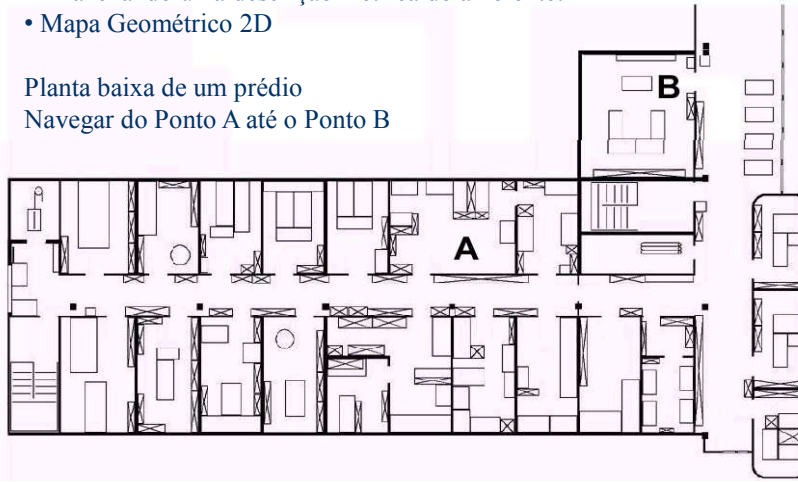 • Mapa Geométrico 2D
Planta baixa de um prédio
Navegar do Ponto A até o Ponto B
B
A